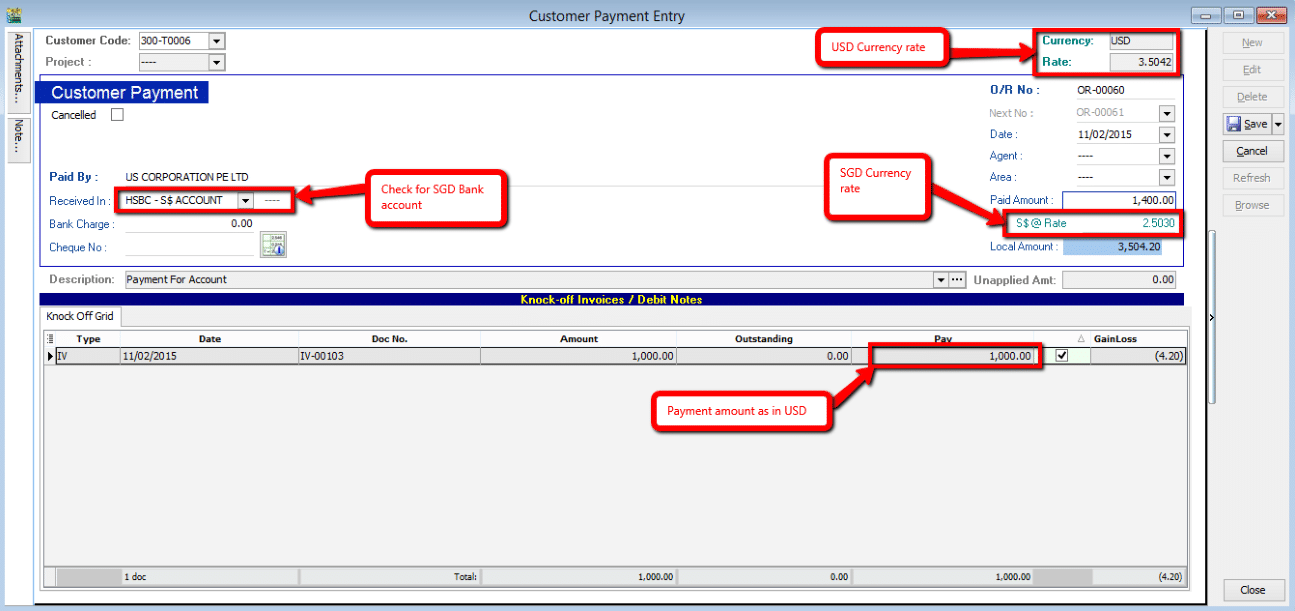 Customer Payment Entry
Attachments...
Note...
Customer Code: 300-T0006
Project : ----
USD Currency rate
Currency: USD
Rate: 3.5042
Customer Payment
Cancelled
O/R No : OR-00060
Next No : OR-00061
Date : 11/02/2015
Agent : ----
Area : ----
Paid By : US CORPORATION PE LTD
Received In : HSBC - S$ ACCOUNT ----
Bank Charge : 0.00
Cheque No :
Check for SGD Bank
account
SGD Currency
rate
Paid Amount : 1,400.00
S$ @ Rate 2.5030
Local Amount : 3,504.20
Description: Payment For Account
Unapplied Amt: 0.00
Knock-off Invoices / Debit Notes
Knock Off Grid
Type Date Doc No. Amount Outstanding Pay GainLoss
IV 11/02/2015 IV-00103 1,000.00 0.00 1,000.00 (4.20)
Payment amount as in USD
1 doc Total: 1,000.00 0.00 1,000.00 (4.20)
New
Edit
Delete
Save
Cancel
Refresh
Browse
Close